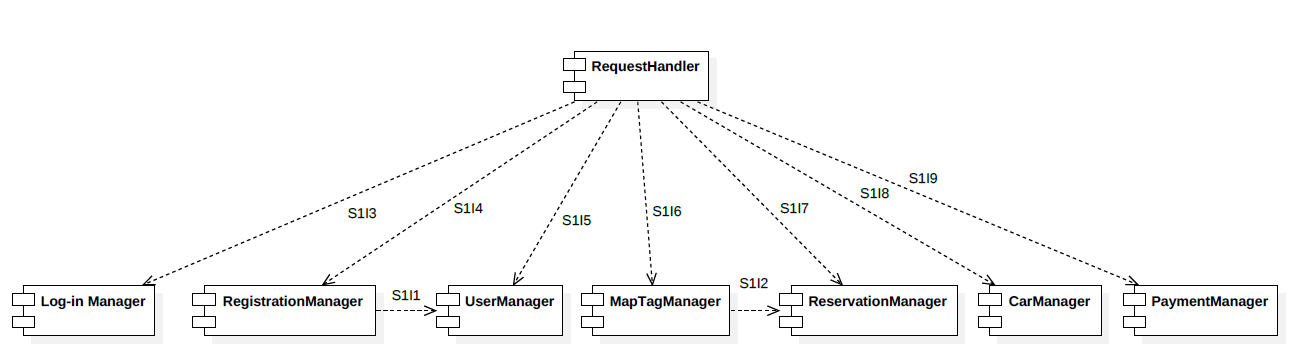 RequestHandler
S1I9
S1I8
S1I3
S1I4
S1I5
S1I6
S1I7
S1I1
S1I2
Log-in Manager
RegistrationManager
UserManager
MapTagManager
ReservationManager
CarManager
PaymentManager